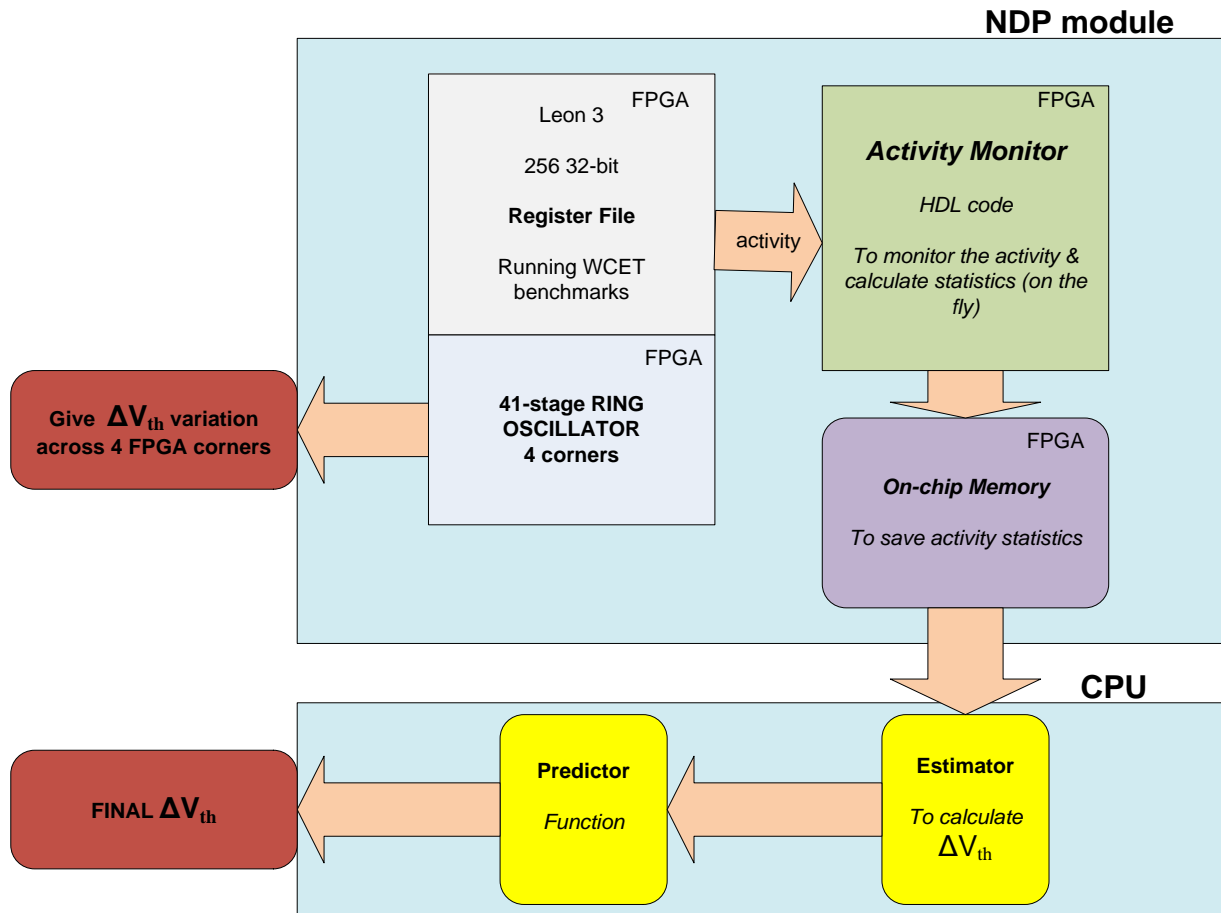 NDP module
FPGA
Leon 3
256 32-bit
Register File
Running WCET
benchmarks
activity
FPGA
Activity Monitor
HDL code
To monitor the activity &
calculate statistics (on the
fly)
FPGA
41-stage RING
OSCILLATOR
4 corners
Give ΔVth variation
across 4 FPGA corners
FPGA
On-chip Memory
To save activity statistics
CPU
Estimator
To calculate
ΔVth
Predictor
Function
FINAL ΔVth